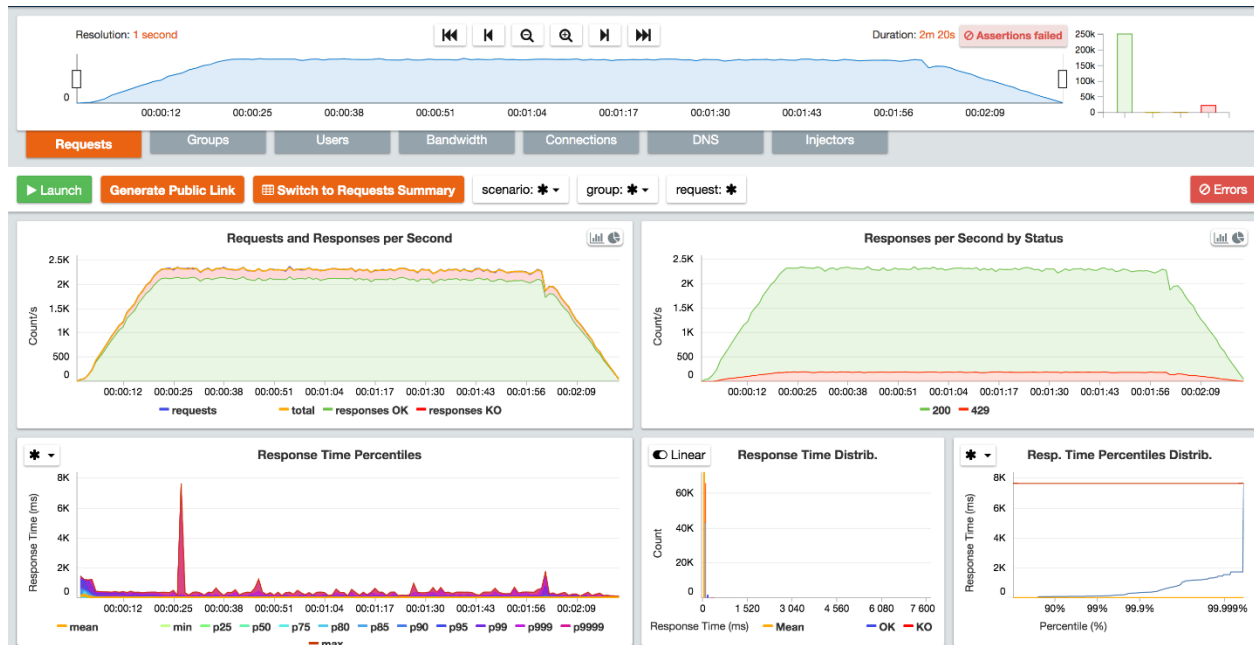 Resolution: 1 second
Duration: 2m 20s
Assertions failed
0
00:00:12 00:00:25 00:00:38 00:00:51 00:01:04 00:01:17 00:01:30 00:01:43 00:01:56 00:02:09
250k
200k
150k
100k
50k
0
Requests Groups Users Bandwidth Connections DNS Injectors
Launch Generate Public Link Switch to Requests Summary scenario: ✱ group: ✱ request: ✱ Errors
Requests and Responses per Second
Count/s
2.5K
2K
1.5K
1K
500
0
00:00:12 00:00:25 00:00:38 00:00:51 00:01:04 00:01:17 00:01:30 00:01:43 00:01:56 00:02:09
requests total responses OK responses KO
Responses per Second by Status
Count/s
2.5K
2K
1.5K
1K
500
0
00:00:12 00:00:25 00:00:38 00:00:51 00:01:04 00:01:17 00:01:30 00:01:43 00:01:56 00:02:09
200 429
✱ Response Time Percentiles
Response Time (ms)
8K
6K
4K
2K
0
00:00:12 00:00:25 00:00:38 00:00:51 00:01:04 00:01:17 00:01:30 00:01:43 00:01:56 00:02:09
mean min p25 p50 p75 p80 p85 p90 p95 p99 p999 p9999
max
Linear Response Time Distrib.
Count
60K
40K
20K
0
0 1 520 3 040 4 560 6 080 7 600
Response Time (ms) Mean OK KO
✱ Resp. Time Percentiles Distrib.
Response Time (ms)
8K
6K
4K
2K
0
90% 99% 99.9% 99.999%
Percentile (%)